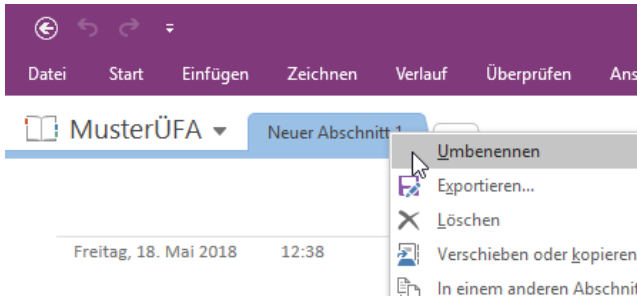 Datei Start Einfügen Zeichnen Verlauf Überprüfen Ans
MusterÜFA Neuer Abschnitt 1
Umbenennen
Exportieren...
Löschen
Freitag, 18. Mai 2018 12:38 Verschieben oder kopieren
In einem anderen Abschnit